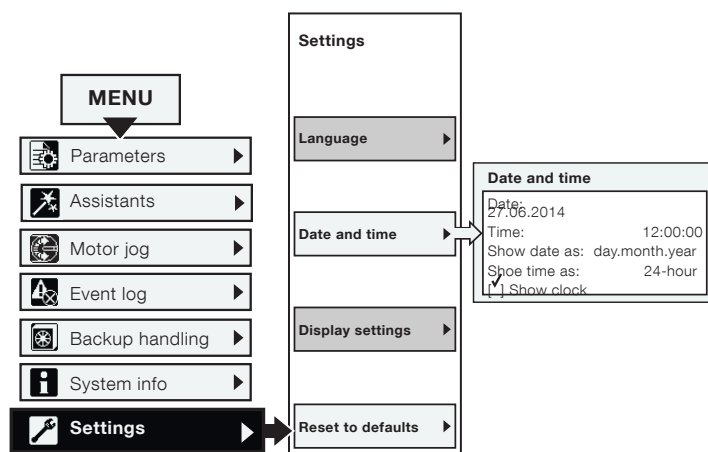 MENU
Parameters
Assistants
Motor jog
Event log
Backup handling
System info
Settings
Settings
Language
Date and time
Display settings
Reset to defaults
Date and time
Date:
27.06.2014
Time: 12:00:00
Show date as: day.month.year
Shoe time as: 24-hour
[✓] Show clock